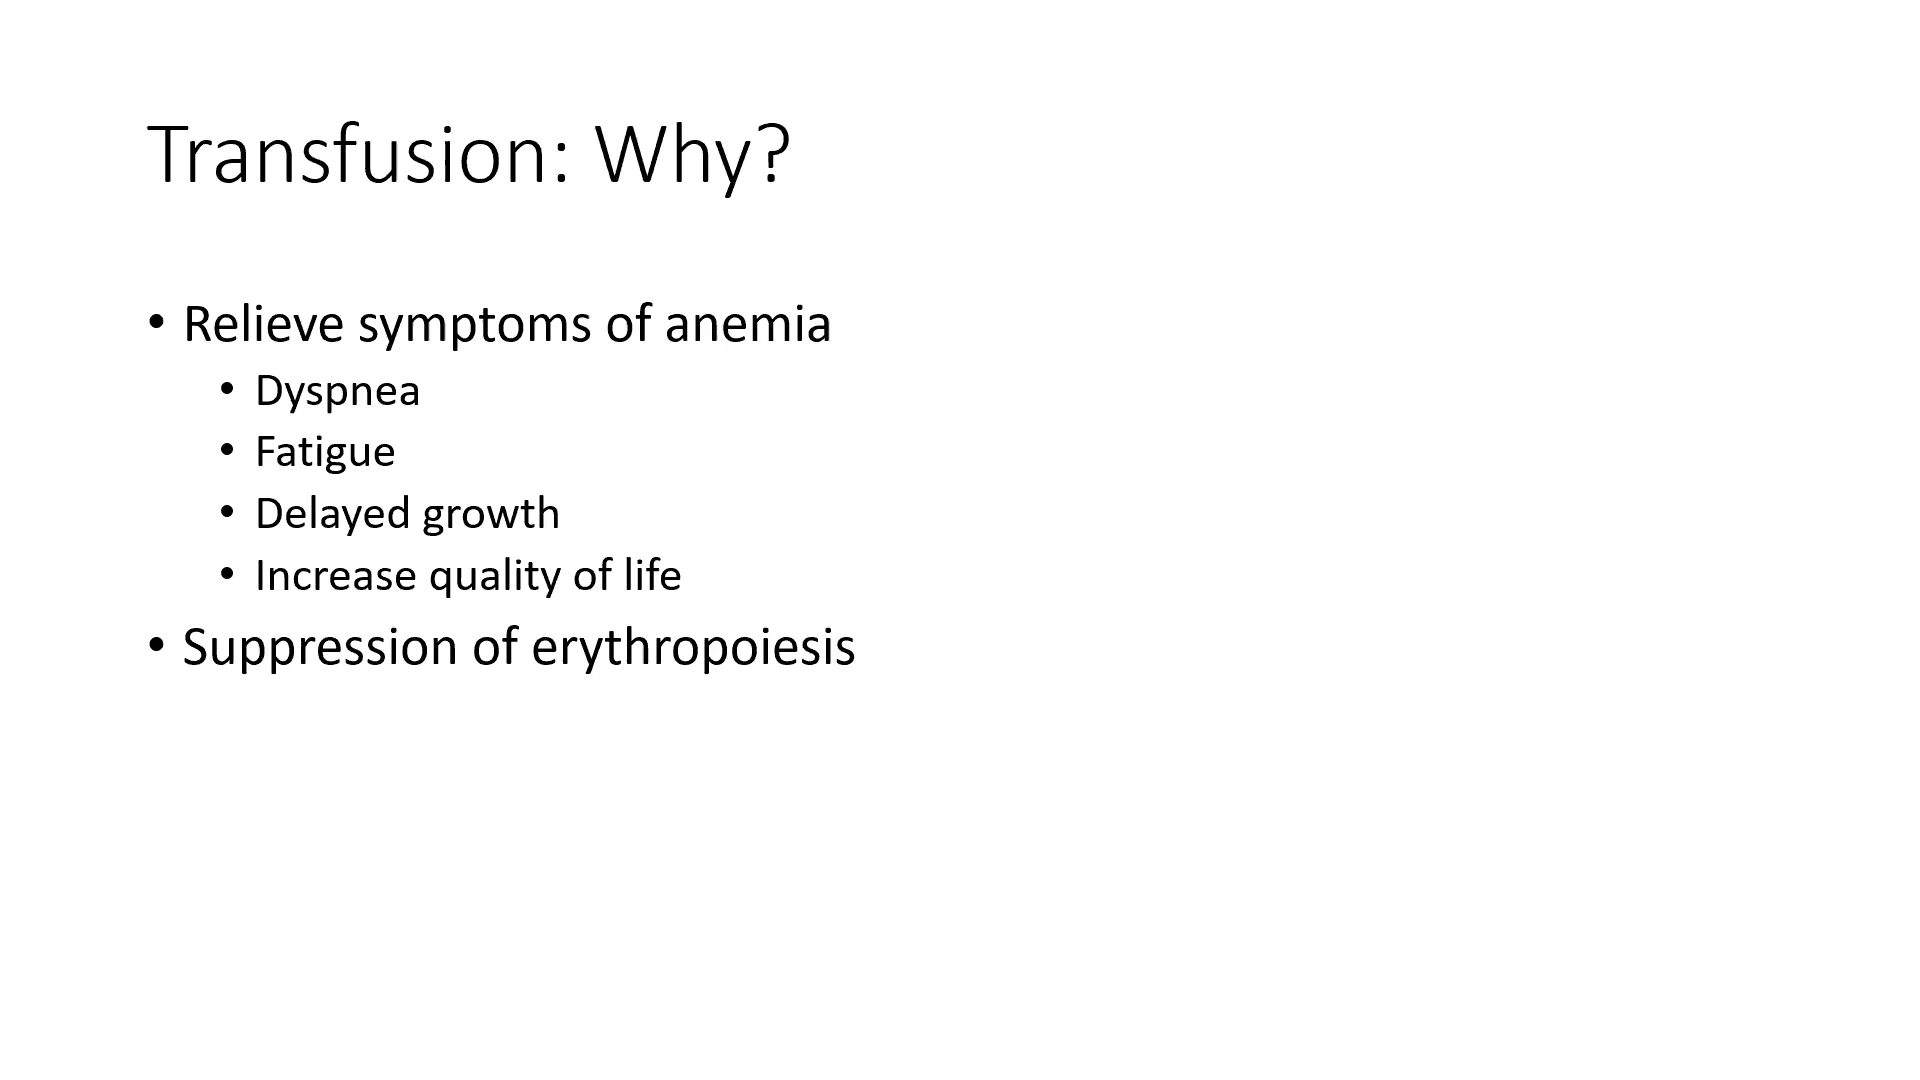 Transfusion: Why?
• Relieve symptoms of anemia
• Dyspnea
• Fatigue
• Delayed growth
• Increase quality of life
• Suppression of erythropoiesis